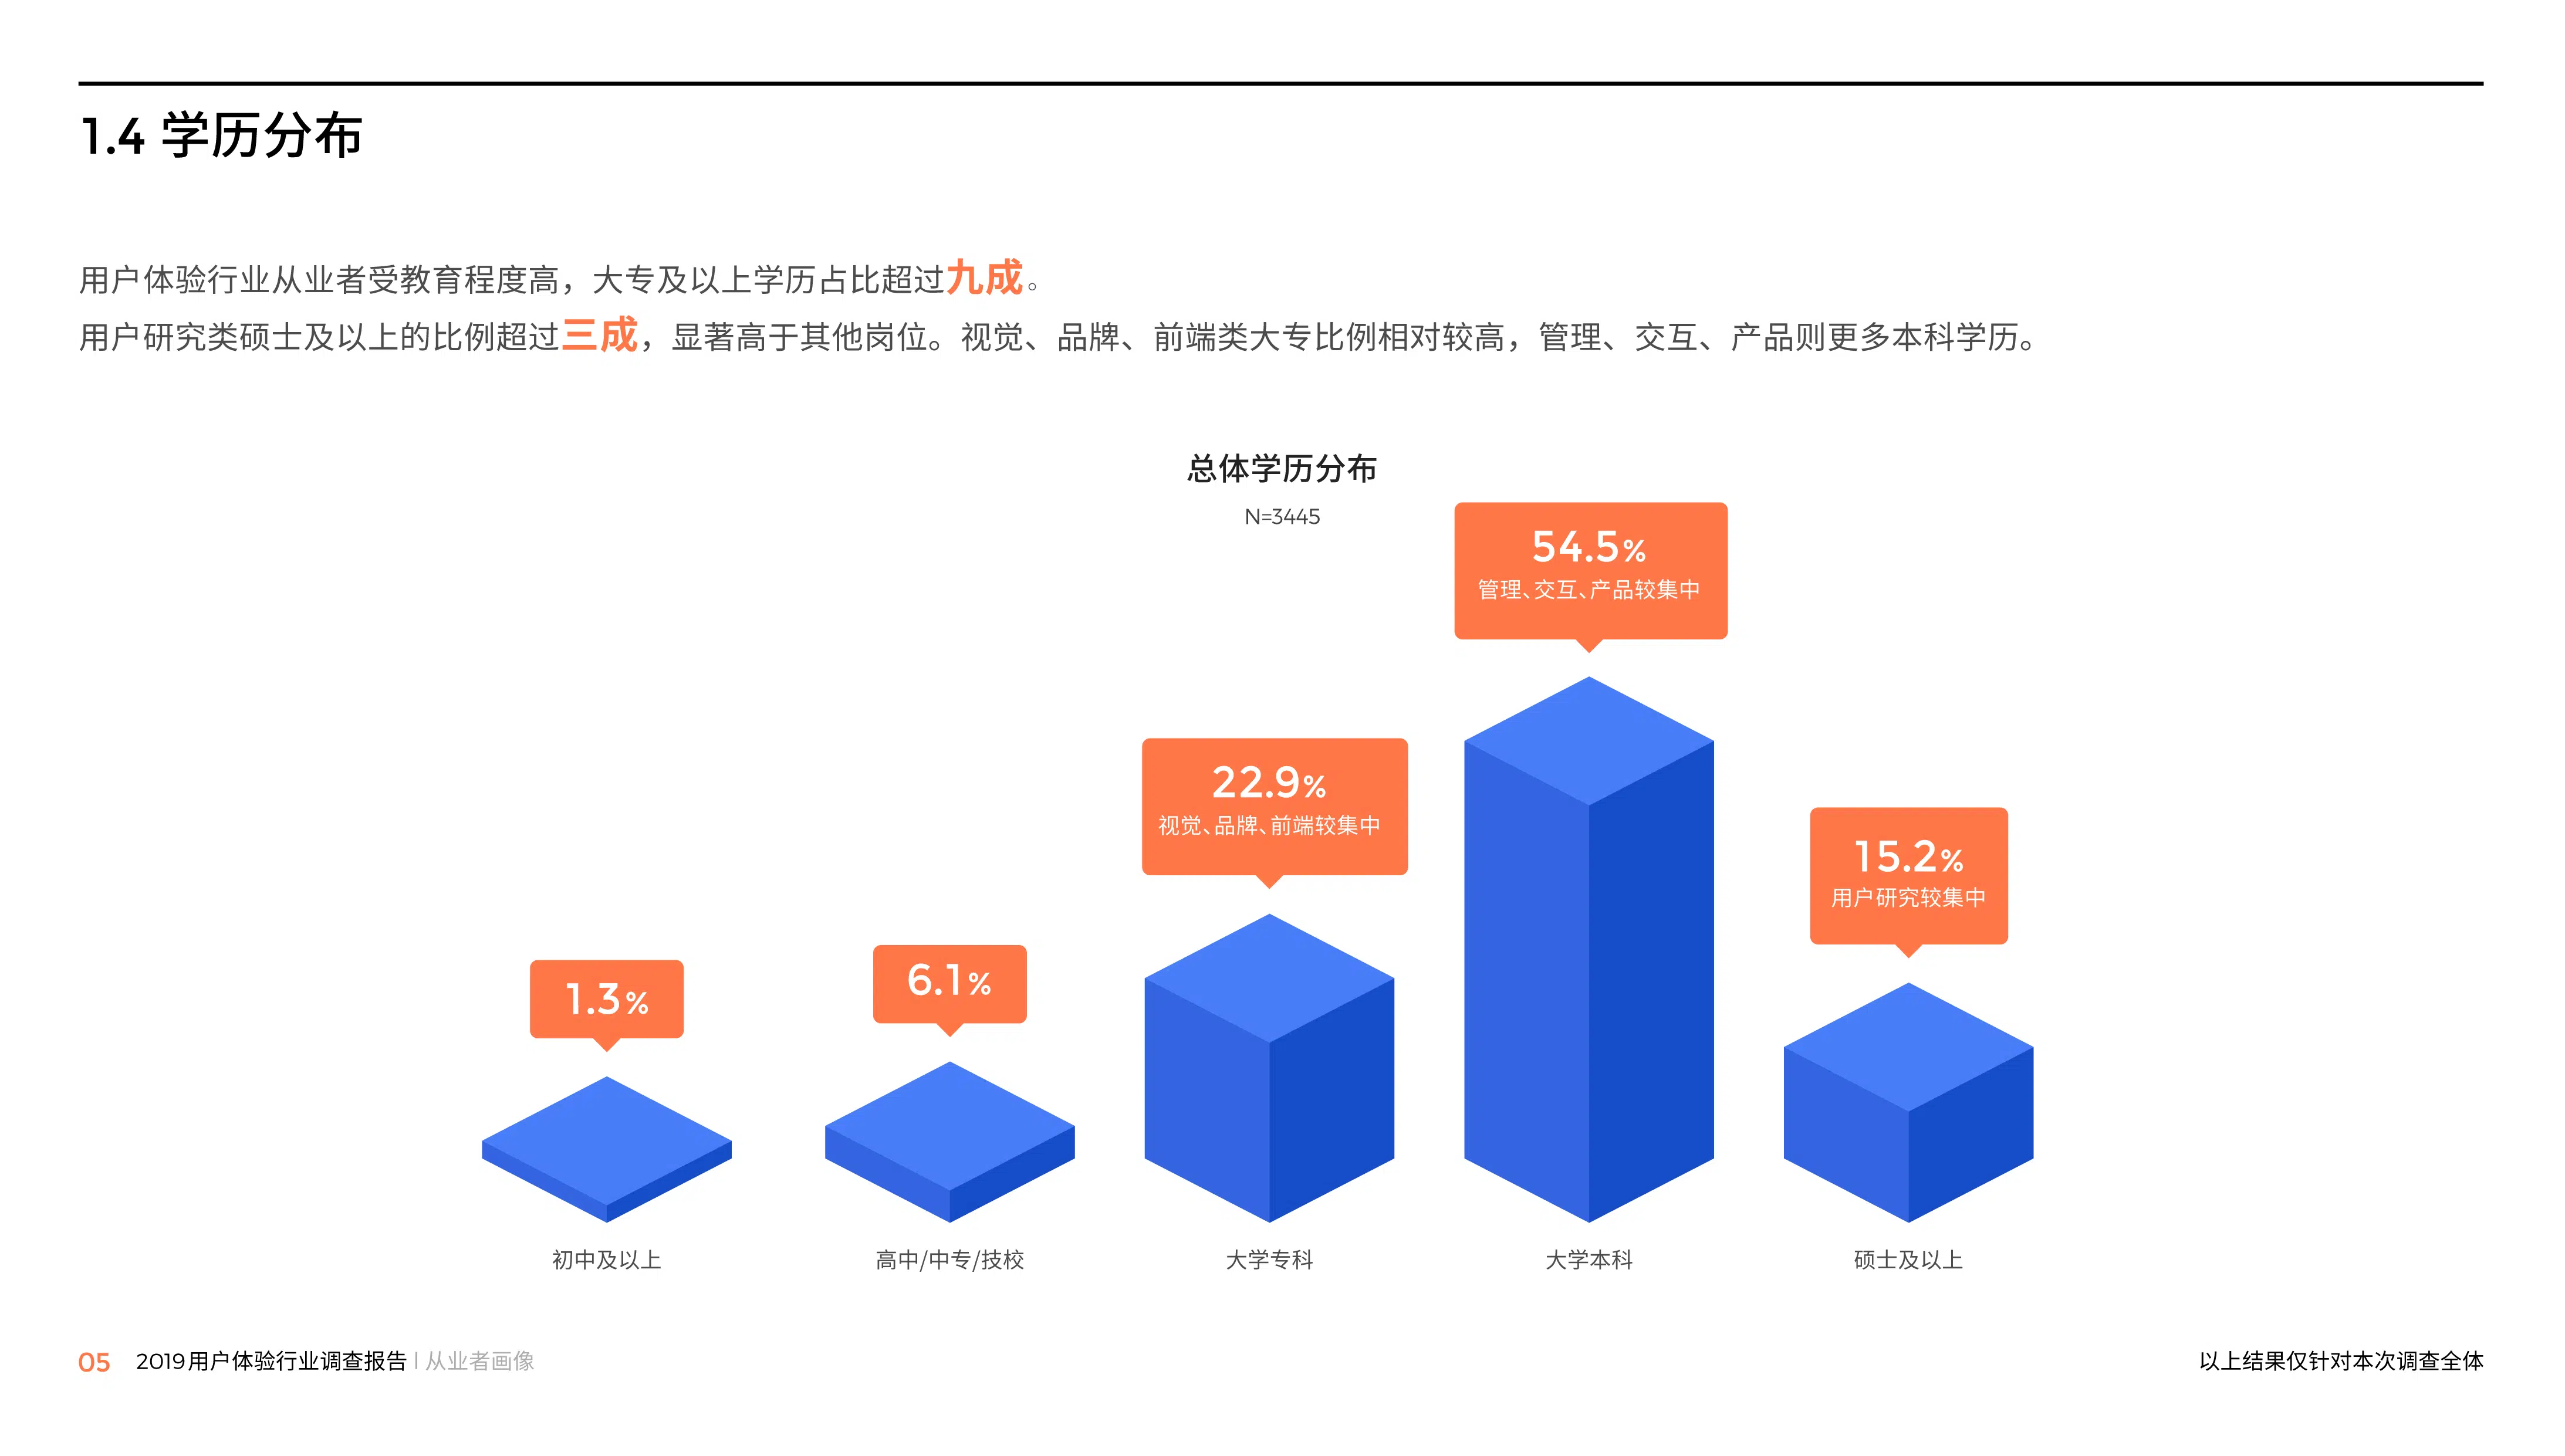 1.4 学历分布
用户体验行业从业者受教育程度高，大专及以上学历占比超过九成。
用户研究类硕士及以上的比例超过三成，显著高于其他岗位。视觉、品牌、前端类大专比例相对较高，管理、交互、产品则更多本科学历。
总体学历分布
N=3445
54.5%
管理、交互、产品较集中
22.9%
视觉、品牌、前端较集中
15.2%
用户研究较集中
6.1%
1.3%
初中及以上
高中/中专/技校
大学专科
大学本科
硕士及以上
05 2019用户体验行业调查报告 | 从业者画像
以上结果仅针对本次调查全体